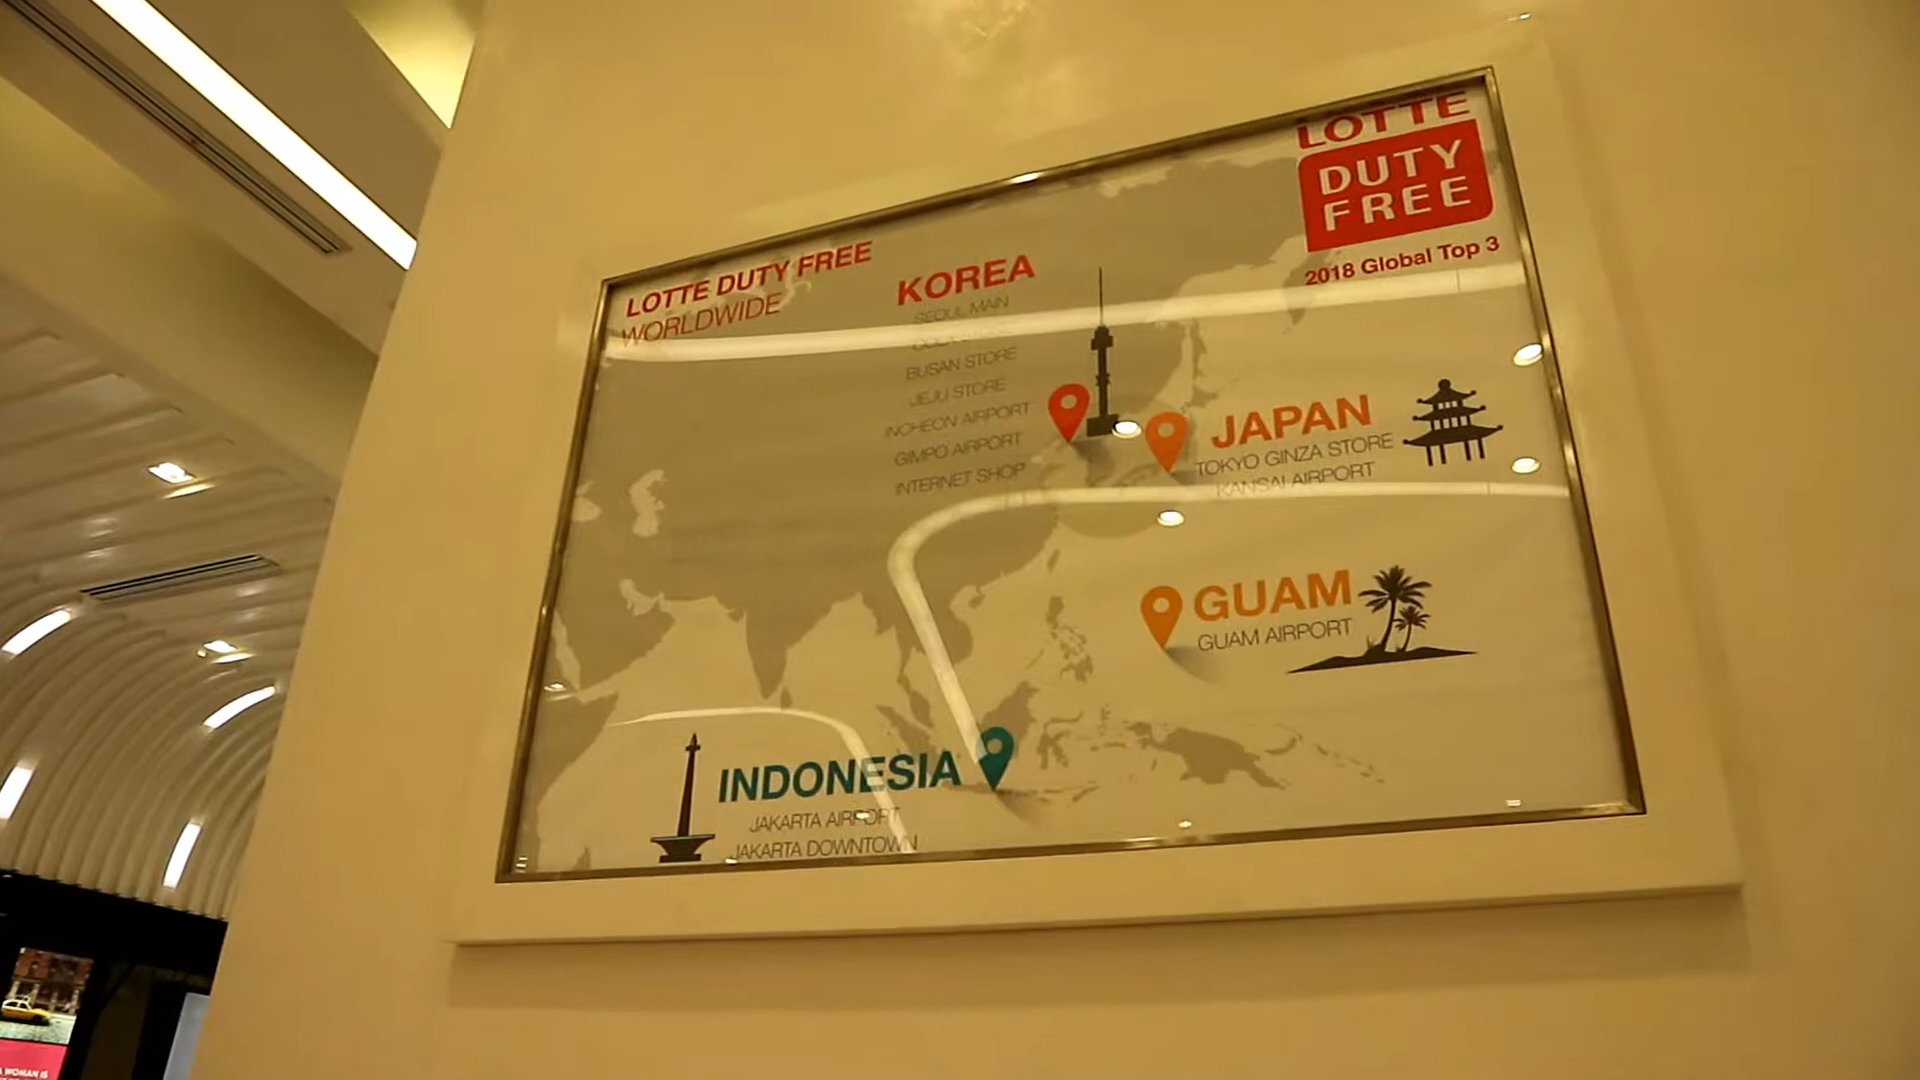 LOTTE
DUTY
FREE
2018 Global Top 3
LOTTE DUTY FREE
WORLDWIDE
KOREA
SEOUL MAIN
BUSAN STORE
JEJU STORE
INCHEON AIRPORT
GIMPO AIRPORT
INTERNET SHOP
JAPAN
TOKYO GINZA STORE
KANSAI AIRPORT
GUAM
GUAM AIRPORT
INDONESIA
JAKARTA AIRPORT
JAKARTA DOWNTOWN
WOMAN IS